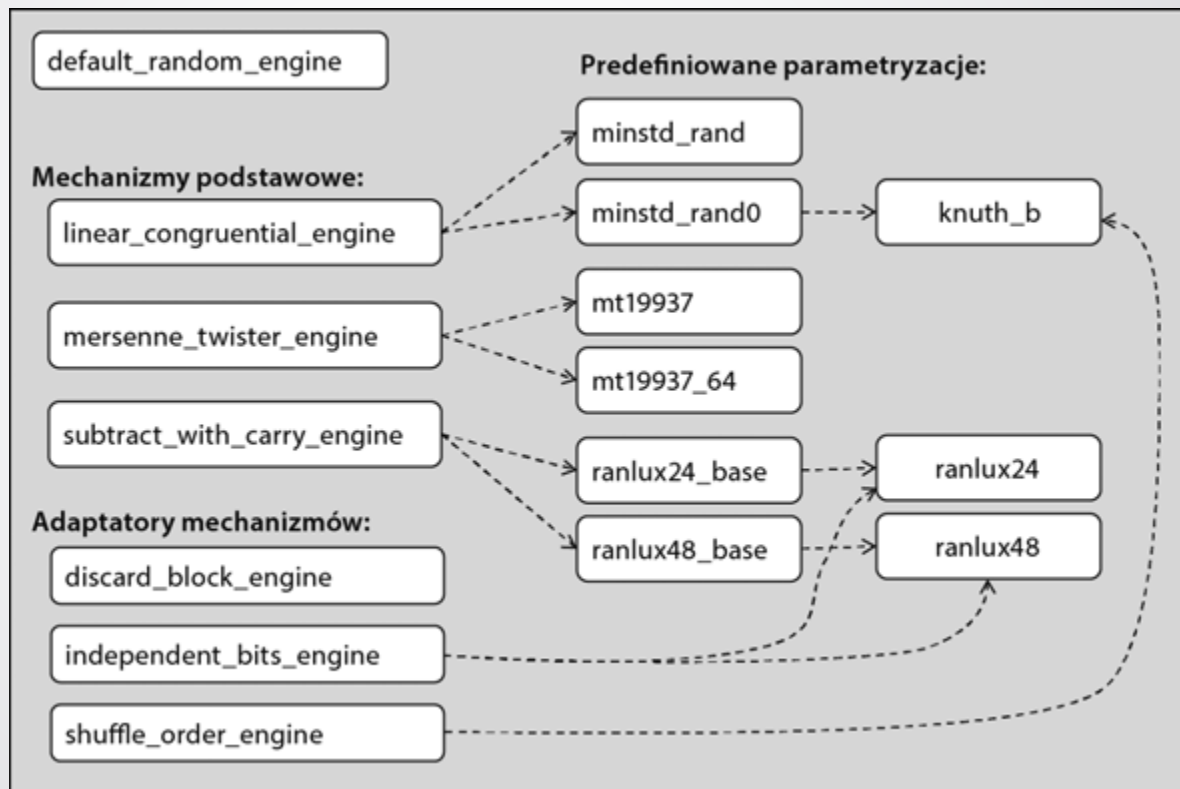 default_random_engine
Predefiniowane parametryzacje:
minstd_rand
Mechanizmy podstawowe:
minstd_rand0
knuth_b
linear_congruential_engine
mt19937
mersenne_twister_engine
mt19937_64
subtract_with_carry_engine
ranlux24_base
ranlux24
Adaptatory mechanizmów:
ranlux48_base
ranlux48
discard_block_engine
independent_bits_engine
shuffle_order_engine